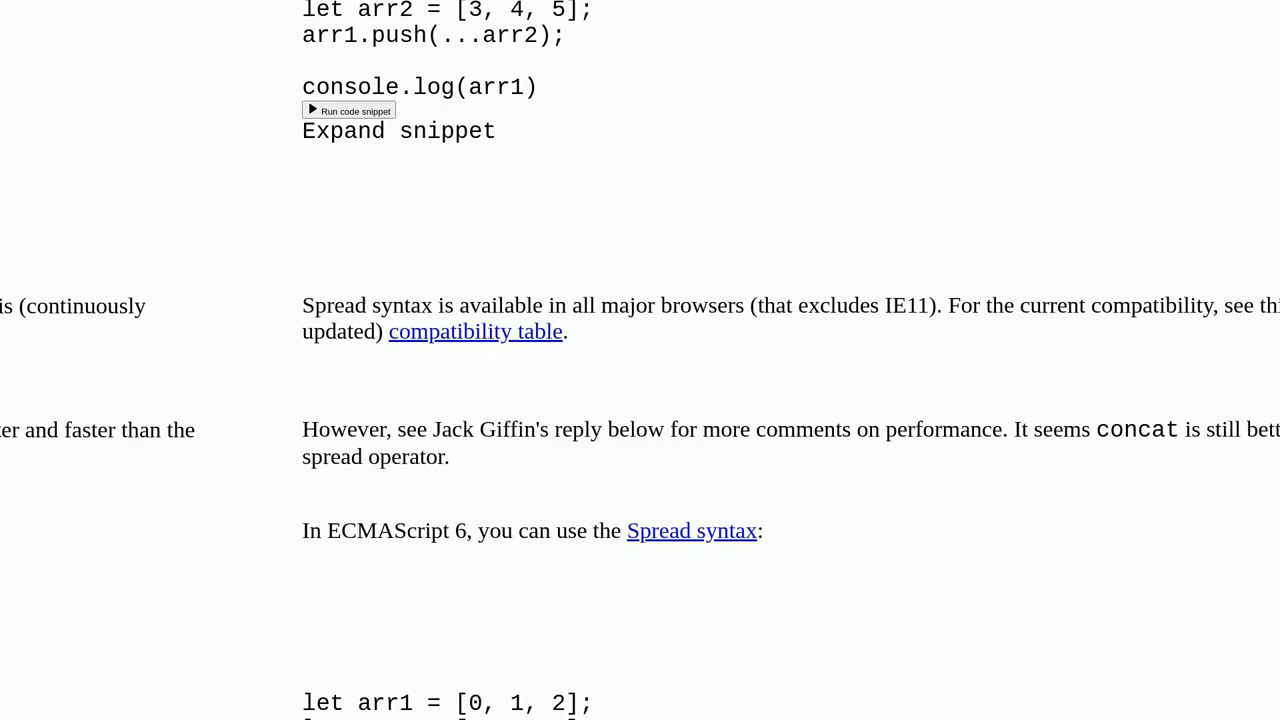 let arr2 = [3, 4, 5];
arr1.push(...arr2);
console.log(arr1)
Run code snippet
Expand snippet
is (continuously
Spread syntax is available in all major browsers (that excludes IE11). For the current compatibility, see
updated) compatibility table.
and faster than the
However, see Jack Giffin's reply below for more comments on performance. It seems concat is still
spread operator.
In ECMAScript 6, you can use the Spread syntax:
let arr1 = [0, 1, 2];